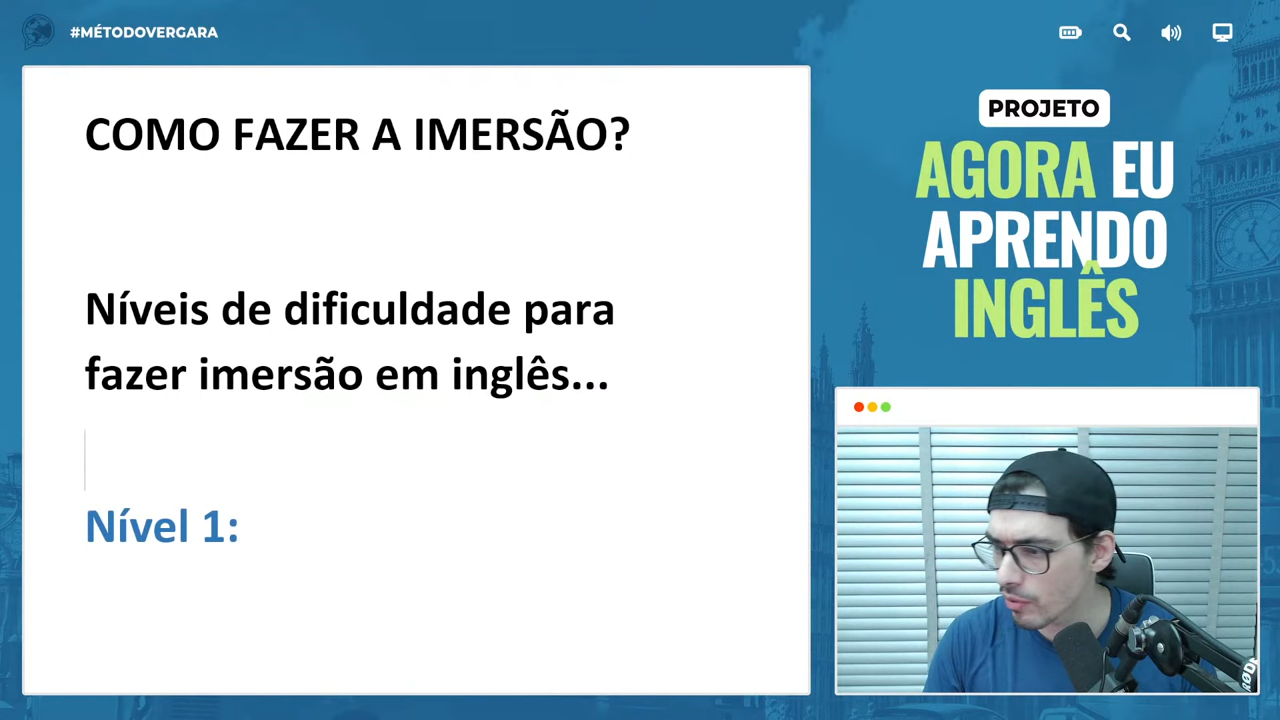 #MÉTODOVERGARA
COMO FAZER A IMERSÃO?
Níveis de dificuldade para
fazer imersão em inglês...
Nível 1:
PROJETO
AGORA EU
APRENDO
INGLÊS
RØDE